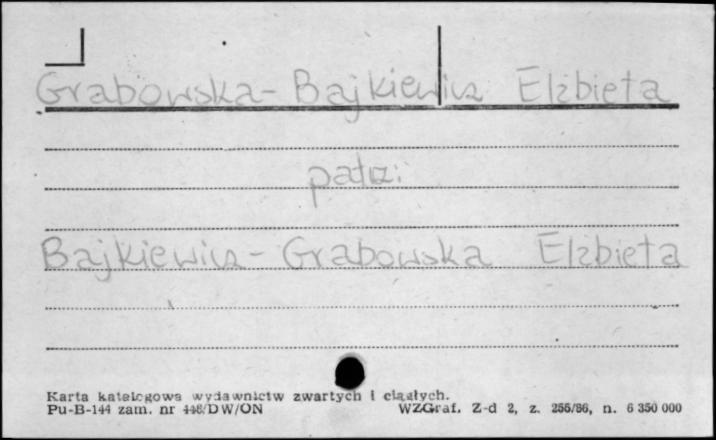 Grabowska-Bajkiewicz Elżbieta
patrz:
Bajkiewicz-Grabowska Elżbieta
Karta katalogowa wydawnictw zwartych i ciągłych.
Pu-B-144 zam. nr 446/DW/ON WZGraf. Z-d 2, z. 256/86, n. 6 350 000